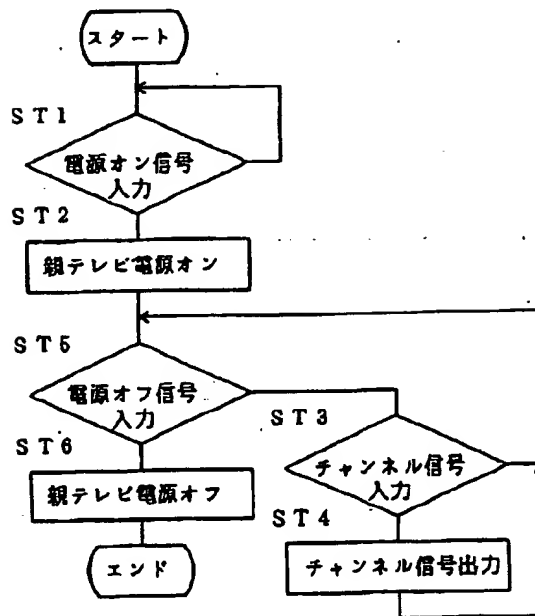 スタート
ST1
電源オン信号
入力
ST2
親テレビ電源オン
ST5
電源オフ信号
入力
ST6
親テレビ電源オフ
エンド
ST3
チャンネル信号
入力
ST4
チャンネル信号出力